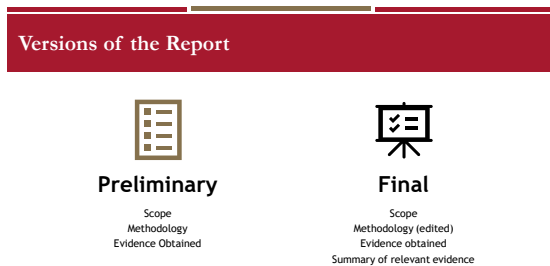 Versions of the Report
Preliminary
Scope
Methodology
Evidence Obtained
Final
Scope
Methodology (edited)
Evidence obtained
Summary of relevant evidence